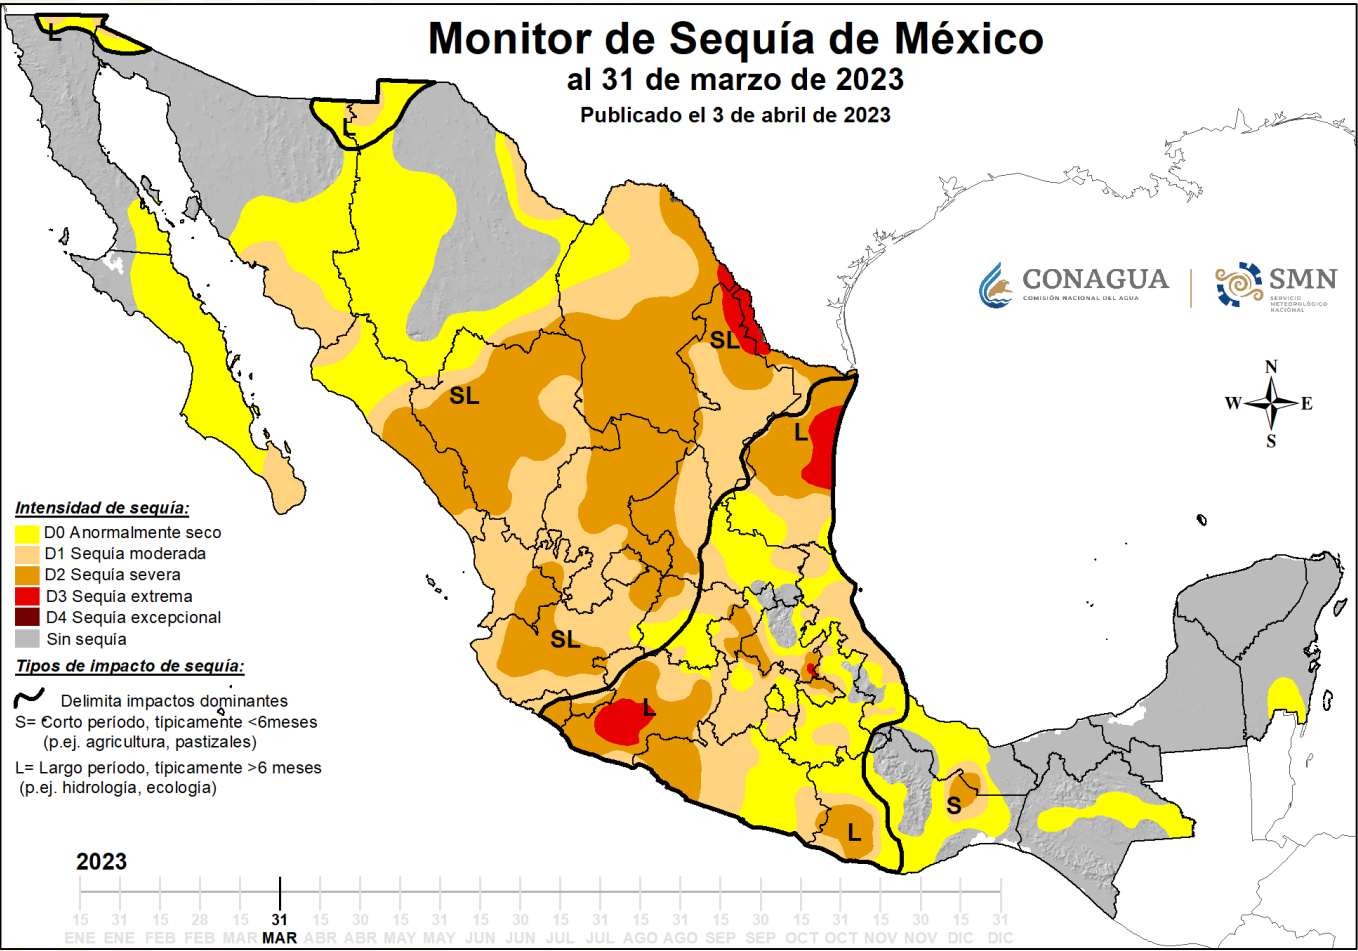 Monitor de Sequía de México
al 31 de marzo de 2023
Publicado el 3 de abril de 2023
L
L
CONAGUA
COMISIÓN NACIONAL DEL AGUA
SMN
SERVICIO
METEOROLÓGICO
NACIONAL
SL
SL
N
W E
S
L
Intensidad de sequía:
D0 Anormalmente seco
D1 Sequía moderada
D2 Sequía severa
D3 Sequía extrema
D4 Sequía excepcional
Sin sequía
SL
Tipos de impacto de sequía:
Delimita impactos dominantes
S= Corto período, típicamente <6meses
(p.ej. agricultura, pastizales)
L= Largo período, típicamente >6 meses
(p.ej. hidrología, ecología)
L
S
L
2023
15 31 15 28 15 31 15 30 15 31 15 30 15 31 15 31 15 30 15 31 15 30 15 31
ENE ENE FEB FEB MAR MAR ABR ABR MAY MAY JUN JUN JUL JUL AGO AGO SEP SEP OCT OCT NOV NOV DIC DIC